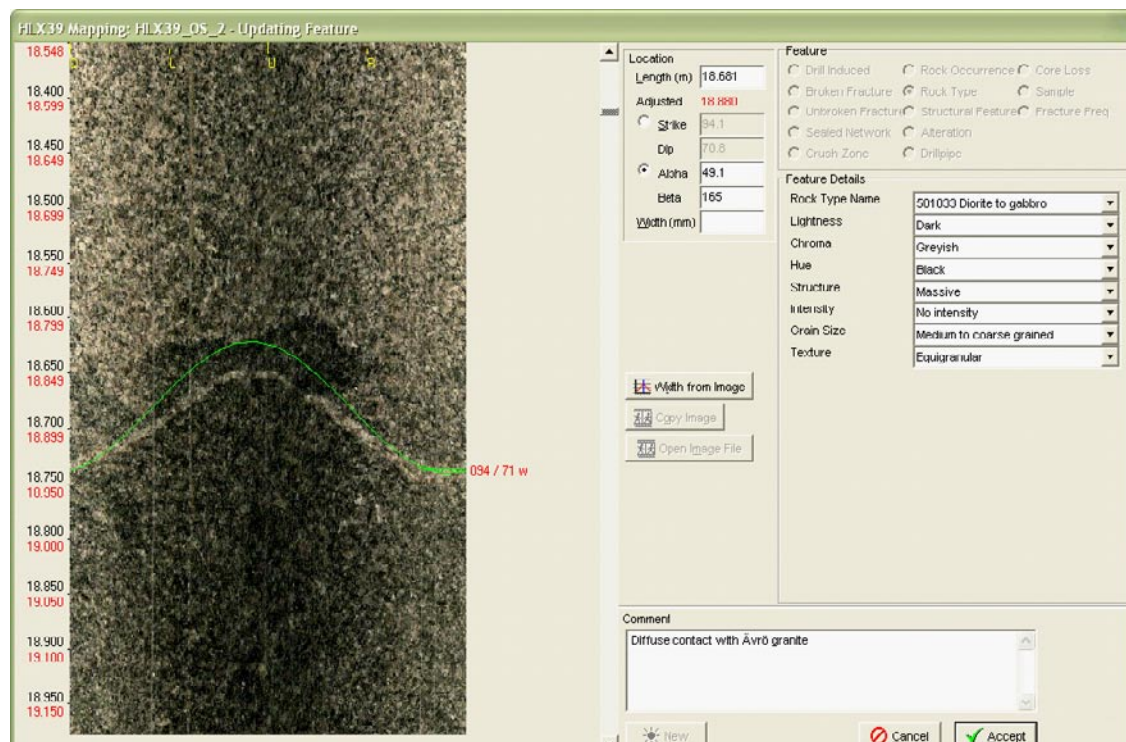 HLX39 Mapping: HLX39_OS_2 - Updating Feature
18.548
18.400
18.599
18.450
18.649
18.500
18.699
18.550
18.749
18.600
18.799
18.650
18.849
18.700
18.899
18.750
18.950
18.800
19.000
18.850
19.050
18.900
19.100
18.950
19.150
L U R
094 / 71 w
Location
Length (m) 18.681
Adjusted 18.880
Strike 94.1
Dip 70.8
Alpha 49.1
Beta 165
Width (mm)
Width from Image
Copy Image
Open Image File
Feature
Drill Induced Rock Occurrence Core Loss
Broken Fracture Rock Type Sample
Unbroken Fracture Structural Feature Fracture Freq
Sealed Network Alteration
Crush Zone Drillpipe
Feature Details
Rock Type Name 501033 Diorite to gabbro
Lightness Dark
Chroma Greyish
Hue Black
Structure Massive
Intensity No intensity
Grain Size Medium to coarse grained
Texture Equigranular
Comment
Diffuse contact with Ävrö granite
New Cancel Accept